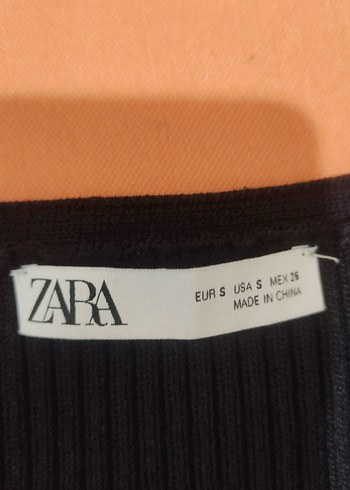 ZARA
EUR S USA S MEX 26
MADE IN CHINA